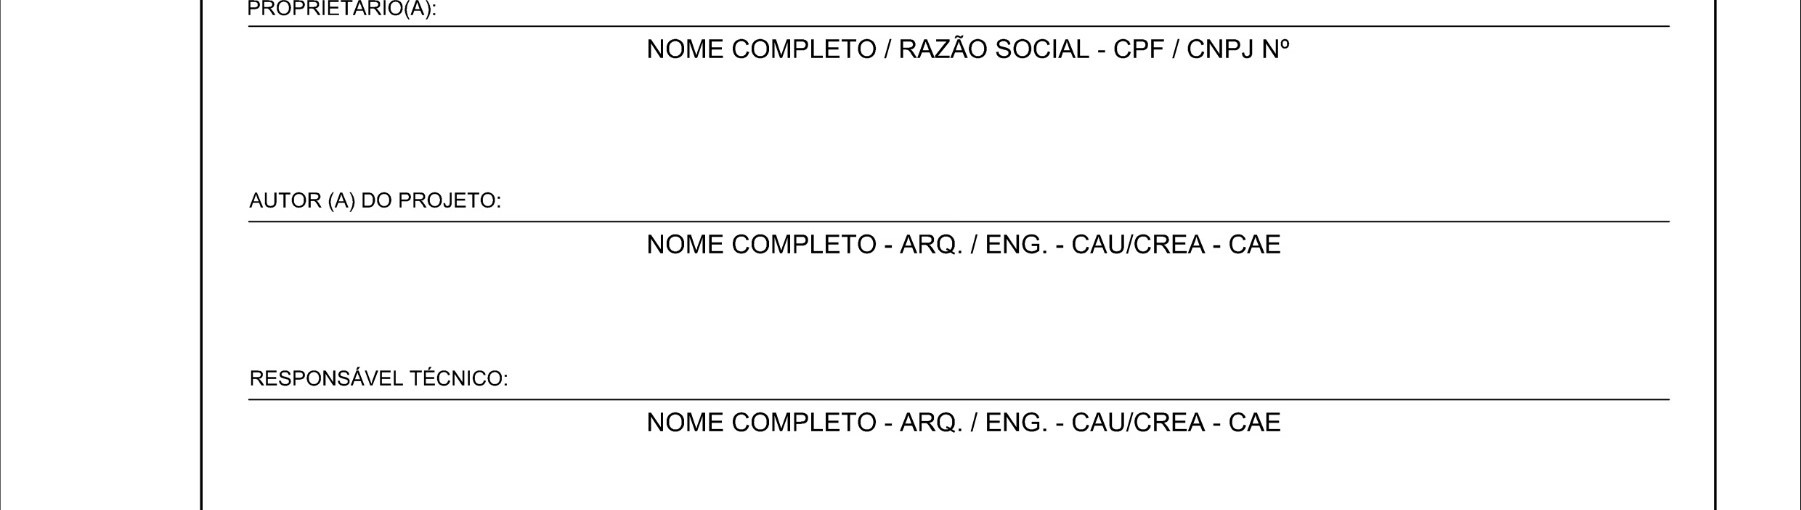 PROPRIETÁRIO(A):
NOME COMPLETO / RAZÃO SOCIAL - CPF / CNPJ Nº
AUTOR (A) DO PROJETO:
NOME COMPLETO - ARQ. / ENG. - CAU/CREA - CAE
RESPONSÁVEL TÉCNICO:
NOME COMPLETO - ARQ. / ENG. - CAU/CREA - CAE